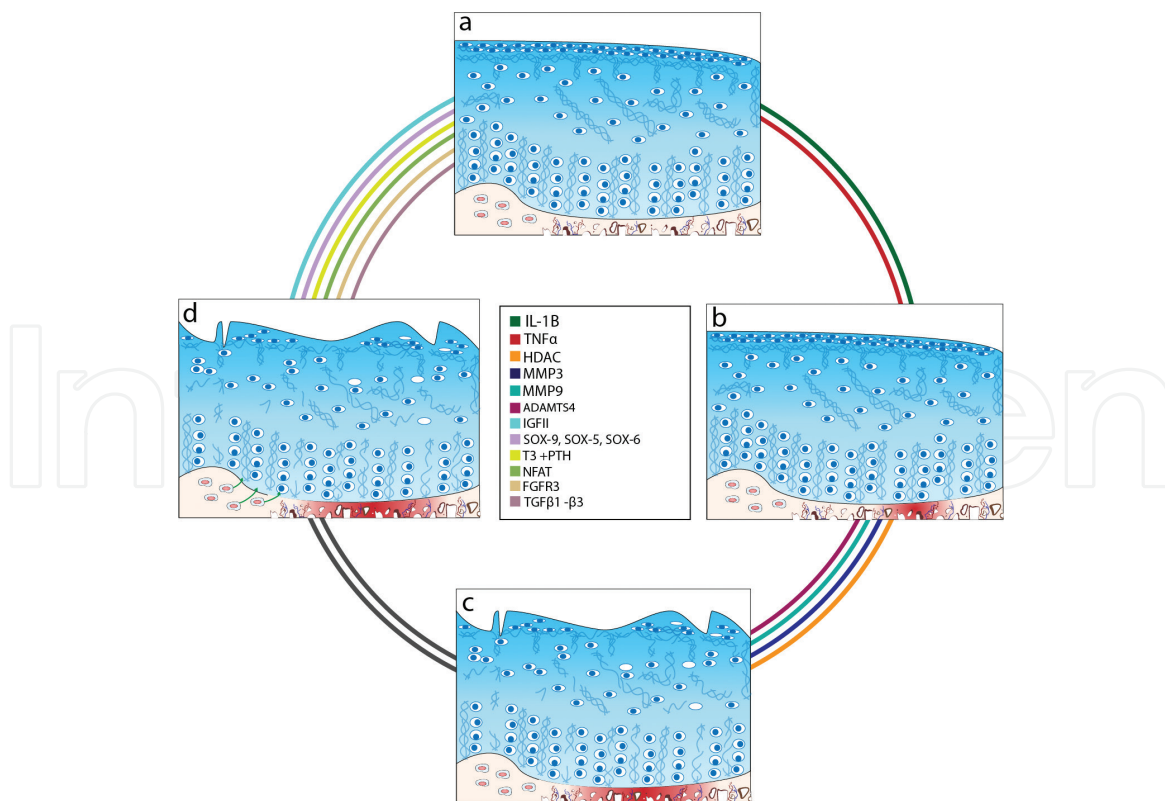 a
d
b
IL-1B
TNFα
HDAC
MMP3
MMP9
ADAMTS4
IGFII
SOX-9, SOX-5, SOX-6
T3 +PTH
NFAT
FGFR3
TGFβ1 -β3
c